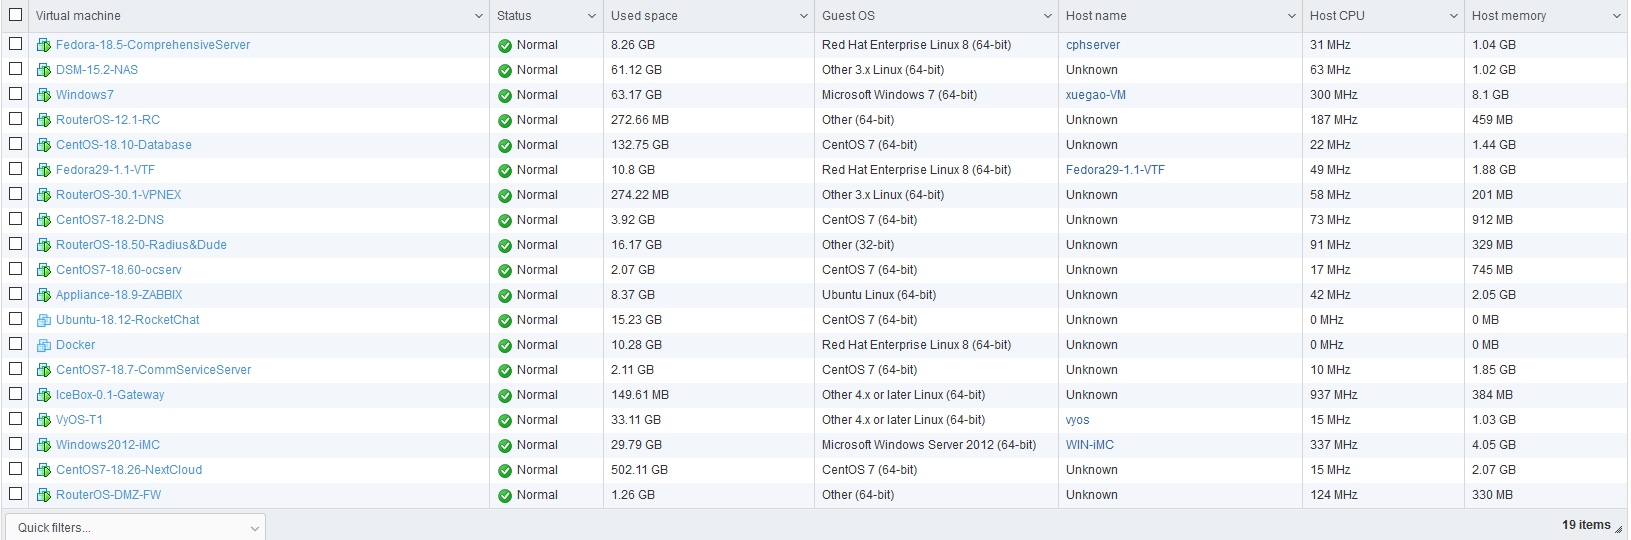 Virtual machine Status Used space Guest OS Host name Host CPU Host memory
Fedora-18.5-ComprehensiveServer Normal 8.26 GB Red Hat Enterprise Linux 8 (64-bit) cphserver 31 MHz 1.04 GB
DSM-15.2-NAS Normal 61.12 GB Other 3.x Linux (64-bit) Unknown 63 MHz 1.02 GB
Windows7 Normal 63.17 GB Microsoft Windows 7 (64-bit) xuegao-VM 300 MHz 8.1 GB
RouterOS-12.1-RC Normal 272.66 MB Other (64-bit) Unknown 187 MHz 459 MB
CentOS-18.10-Database Normal 132.75 GB CentOS 7 (64-bit) Unknown 22 MHz 1.44 GB
Fedora29-1.1-VTF Normal 10.8 GB Red Hat Enterprise Linux 8 (64-bit) Fedora29-1.1-VTF 49 MHz 1.88 GB
RouterOS-30.1-VPNEX Normal 274.22 MB Other 3.x Linux (64-bit) Unknown 58 MHz 201 MB
CentOS7-18.2-DNS Normal 3.92 GB CentOS 7 (64-bit) Unknown 73 MHz 912 MB
RouterOS-18.50-Radius&Dude Normal 16.17 GB Other (32-bit) Unknown 91 MHz 329 MB
CentOS7-18.60-ocserv Normal 2.07 GB CentOS 7 (64-bit) Unknown 17 MHz 745 MB
Appliance-18.9-ZABBIX Normal 8.37 GB Ubuntu Linux (64-bit) Unknown 42 MHz 2.05 GB
Ubuntu-18.12-RocketChat Normal 15.23 GB CentOS 7 (64-bit) Unknown 0 MHz 0 MB
Docker Normal 10.28 GB Red Hat Enterprise Linux 8 (64-bit) Unknown 0 MHz 0 MB
CentOS7-18.7-CommServiceServer Normal 2.11 GB CentOS 7 (64-bit) Unknown 10 MHz 1.85 GB
IceBox-0.1-Gateway Normal 149.61 MB Other 4.x or later Linux (64-bit) Unknown 937 MHz 384 MB
VyOS-T1 Normal 33.11 GB Other 4.x or later Linux (64-bit) vyos 15 MHz 1.03 GB
Windows2012-iMC Normal 29.79 GB Microsoft Windows Server 2012 (64-bit) WIN-iMC 337 MHz 4.05 GB
CentOS7-18.26-NextCloud Normal 502.11 GB CentOS 7 (64-bit) Unknown 15 MHz 2.07 GB
RouterOS-DMZ-FW Normal 1.26 GB Other (64-bit) Unknown 124 MHz 330 MB
Quick filters... 19 items